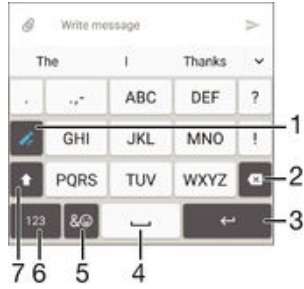 Write message
The I Thanks
. .,- ABC DEF ?
GHI JKL MNO ! 1
PQRS TUV WXYZ 2
123 &☺ 3
7 6 5 4